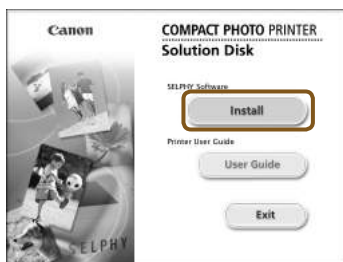 Canon
COMPACT PHOTO PRINTER
Solution Disk
SELPHY Software
Install
Printer User Guide
User Guide
Exit
SELPHY